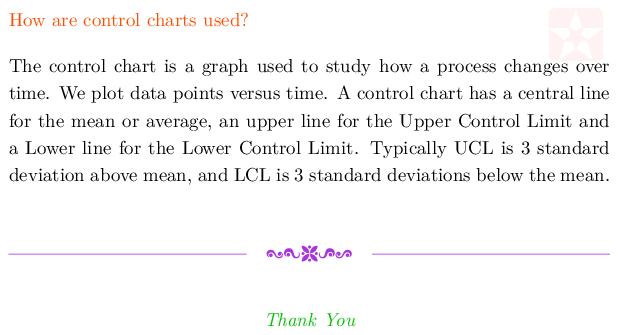 How are control charts used?
The control chart is a graph used to study how a process changes over
time. We plot data points versus time. A control chart has a central line
for the mean or average, an upper line for the Upper Control Limit and
a Lower line for the Lower Control Limit. Typically UCL is 3 standard
deviation above mean, and LCL is 3 standard deviations below the mean.
Thank You